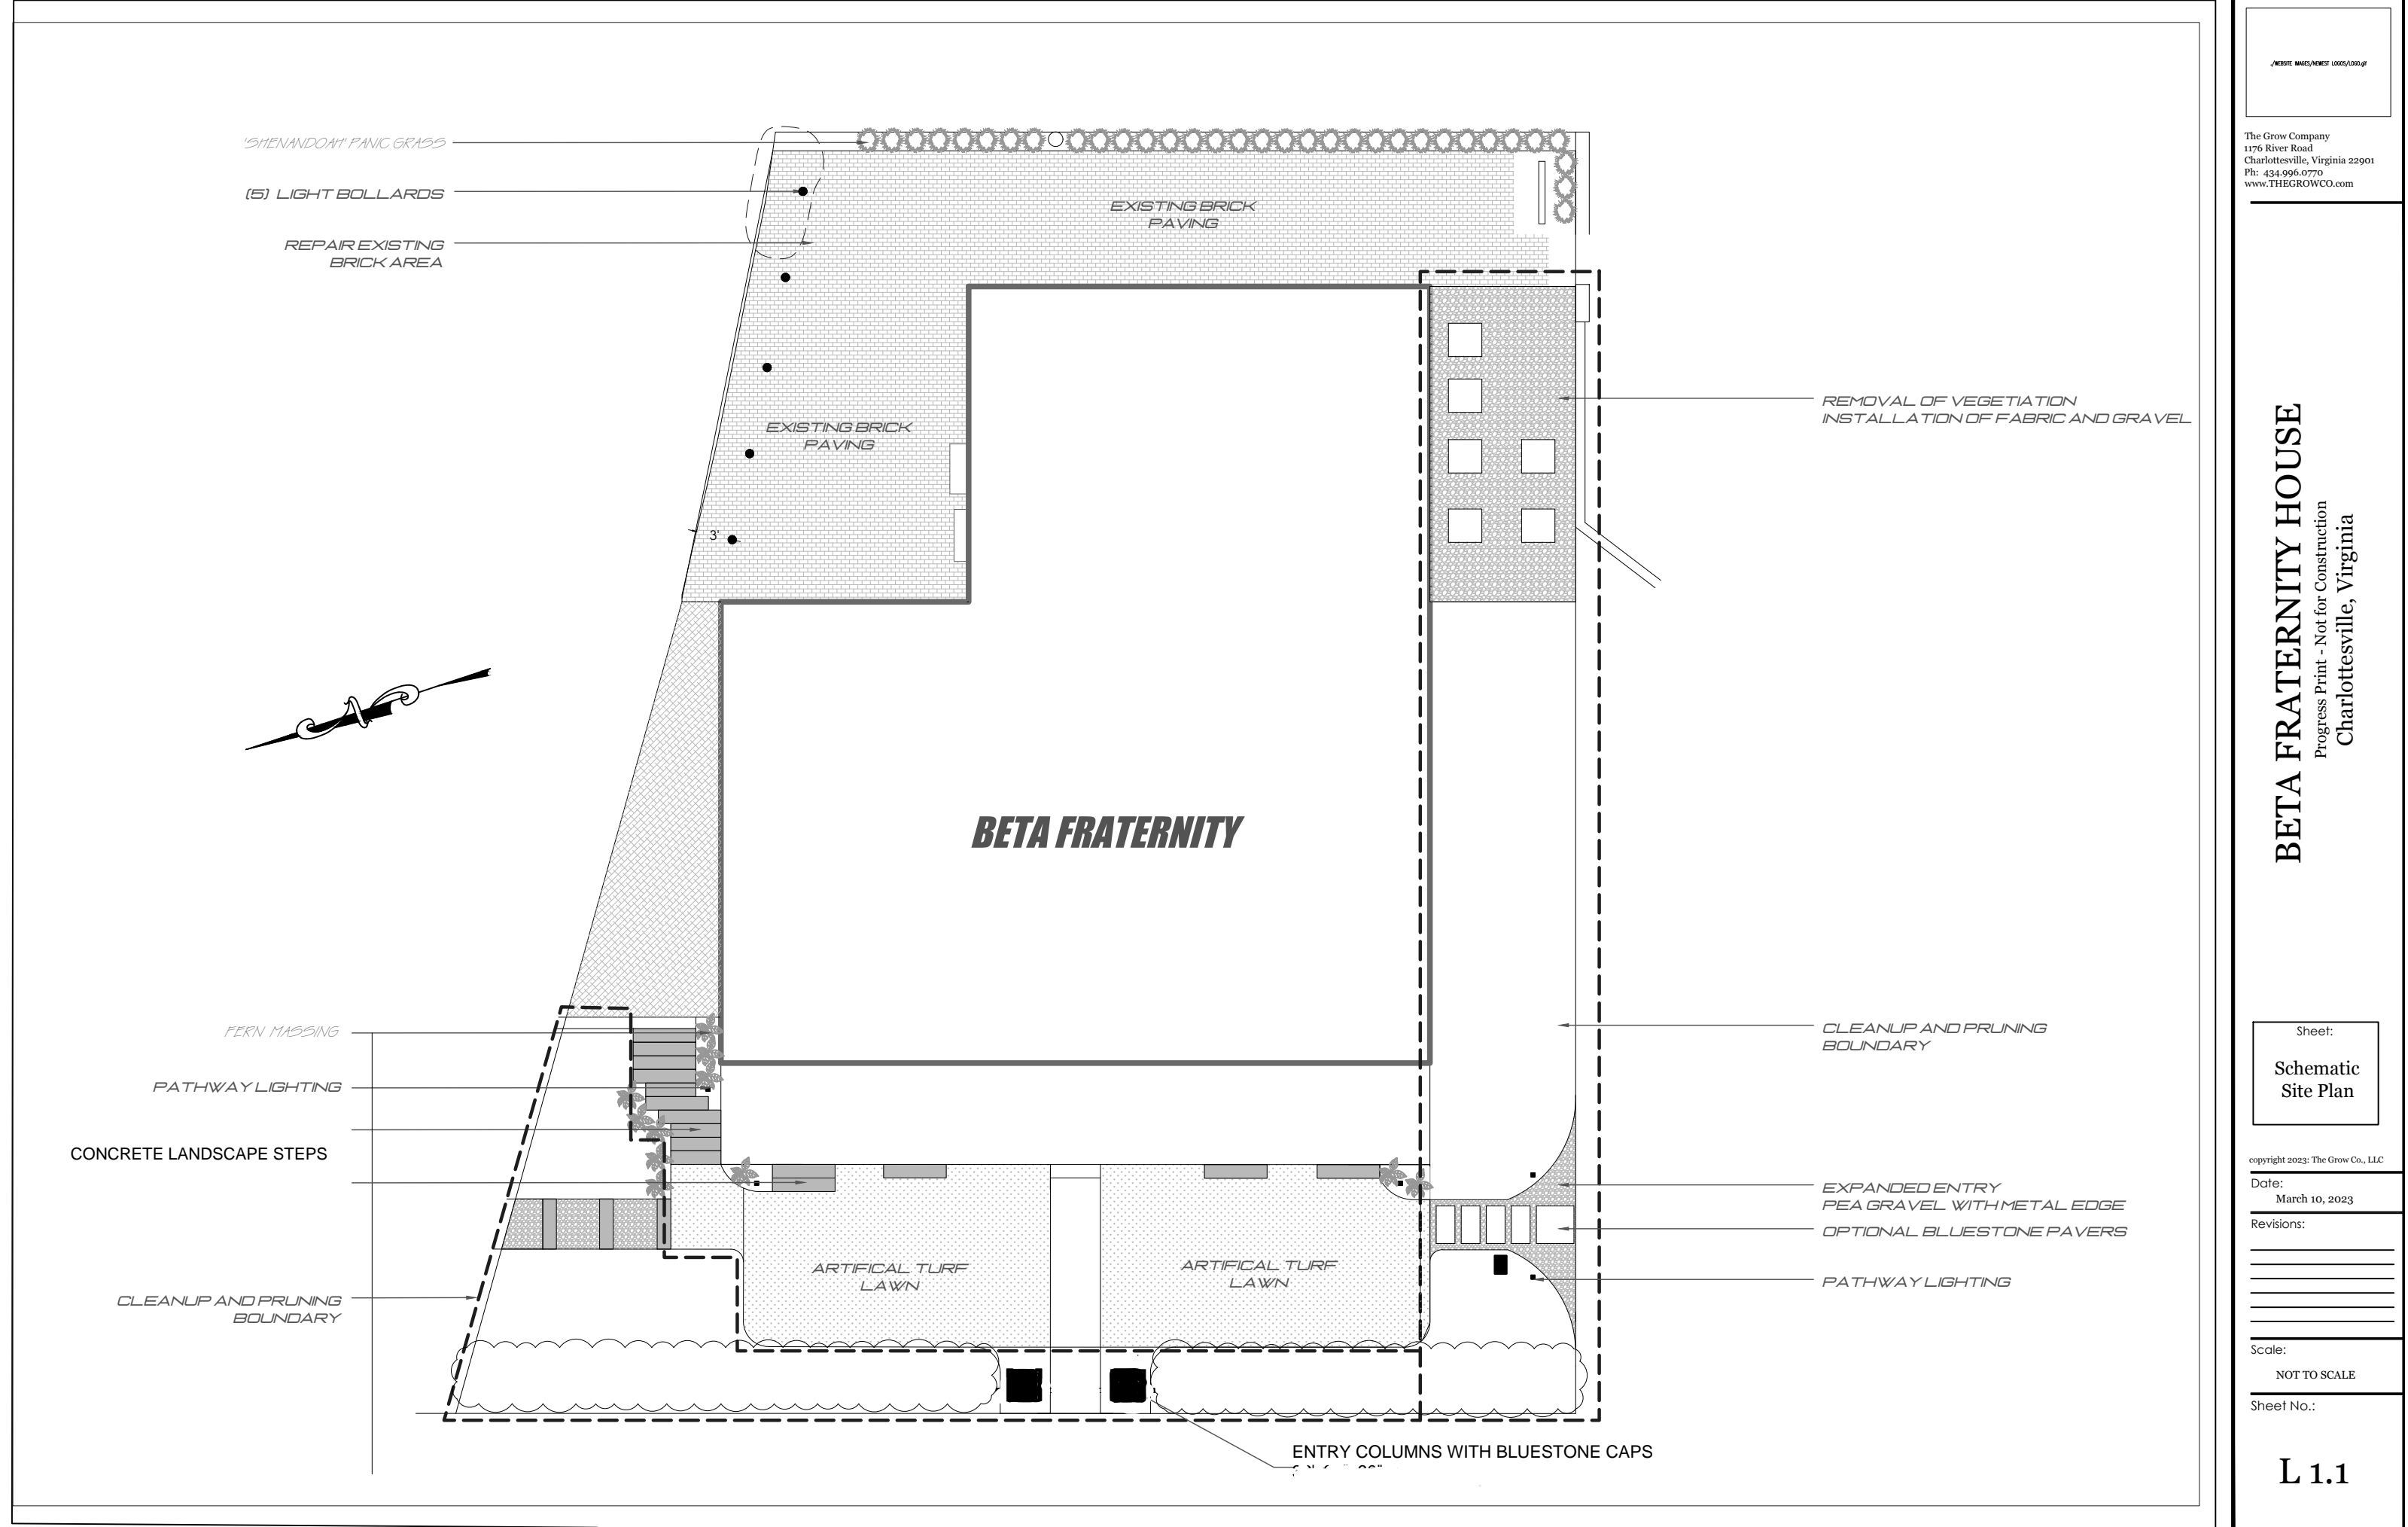 'SHENANDOAH' PANIC GRASS
(5) LIGHT BOLLARDS
REPAIR EXISTING
BRICK AREA
EXISTING BRICK
PAVING
EXISTING BRICK
PAVING
3'
REMOVAL OF VEGETIATION
INSTALLATION OF FABRIC AND GRAVEL
N
BETA FRATERNITY
FERN MASSING
PATHWAY LIGHTING
CONCRETE LANDSCAPE STEPS
CLEANUP AND PRUNING
BOUNDARY
ARTIFICAL TURF
LAWN
ARTIFICAL TURF
LAWN
CLEANUP AND PRUNING
BOUNDARY
EXPANDED ENTRY
PEA GRAVEL WITH METAL EDGE
OPTIONAL BLUESTONE PAVERS
PATHWAY LIGHTING
ENTRY COLUMNS WITH BLUESTONE CAPS
./WEBSITE IMAGES/NEWEST LOGOS/LOGO.gif
The Grow Company
1176 River Road
Charlottesville, Virginia 22901
Ph: 434.996.0770
www.THEGROWCO.com
BETA FRATERNITY HOUSE
Progress Print - Not for Construction
Charlottesville, Virginia
Sheet:
Schematic
Site Plan
copyright 2023: The Grow Co., LLC
Date:
March 10, 2023
Revisions:
Scale:
NOT TO SCALE
Sheet No.:
L 1.1